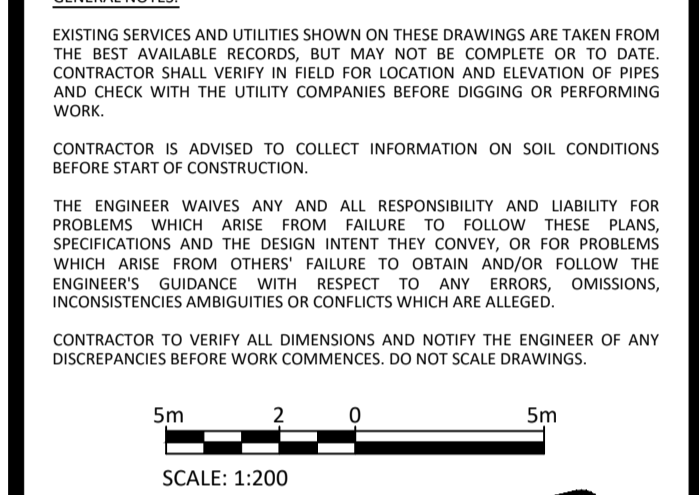 GENERAL NOTES:
EXISTING SERVICES AND UTILITIES SHOWN ON THESE DRAWINGS ARE TAKEN FROM
THE BEST AVAILABLE RECORDS, BUT MAY NOT BE COMPLETE OR TO DATE.
CONTRACTOR SHALL VERIFY IN FIELD FOR LOCATION AND ELEVATION OF PIPES
AND CHECK WITH THE UTILITY COMPANIES BEFORE DIGGING OR PERFORMING
WORK.
CONTRACTOR IS ADVISED TO COLLECT INFORMATION ON SOIL CONDITIONS
BEFORE START OF CONSTRUCTION.
THE ENGINEER WAIVES ANY AND ALL RESPONSIBILITY AND LIABILITY FOR
PROBLEMS WHICH ARISE FROM FAILURE TO FOLLOW THESE PLANS,
SPECIFICATIONS AND THE DESIGN INTENT THEY CONVEY, OR FOR PROBLEMS
WHICH ARISE FROM OTHERS' FAILURE TO OBTAIN AND/OR FOLLOW THE
ENGINEER'S GUIDANCE WITH RESPECT TO ANY ERRORS, OMISSIONS,
INCONSISTENCIES AMBIGUITIES OR CONFLICTS WHICH ARE ALLEGED.
CONTRACTOR TO VERIFY ALL DIMENSIONS AND NOTIFY THE ENGINEER OF ANY
DISCREPANCIES BEFORE WORK COMMENCES. DO NOT SCALE DRAWINGS.
5m 2 0 5m
SCALE: 1:200